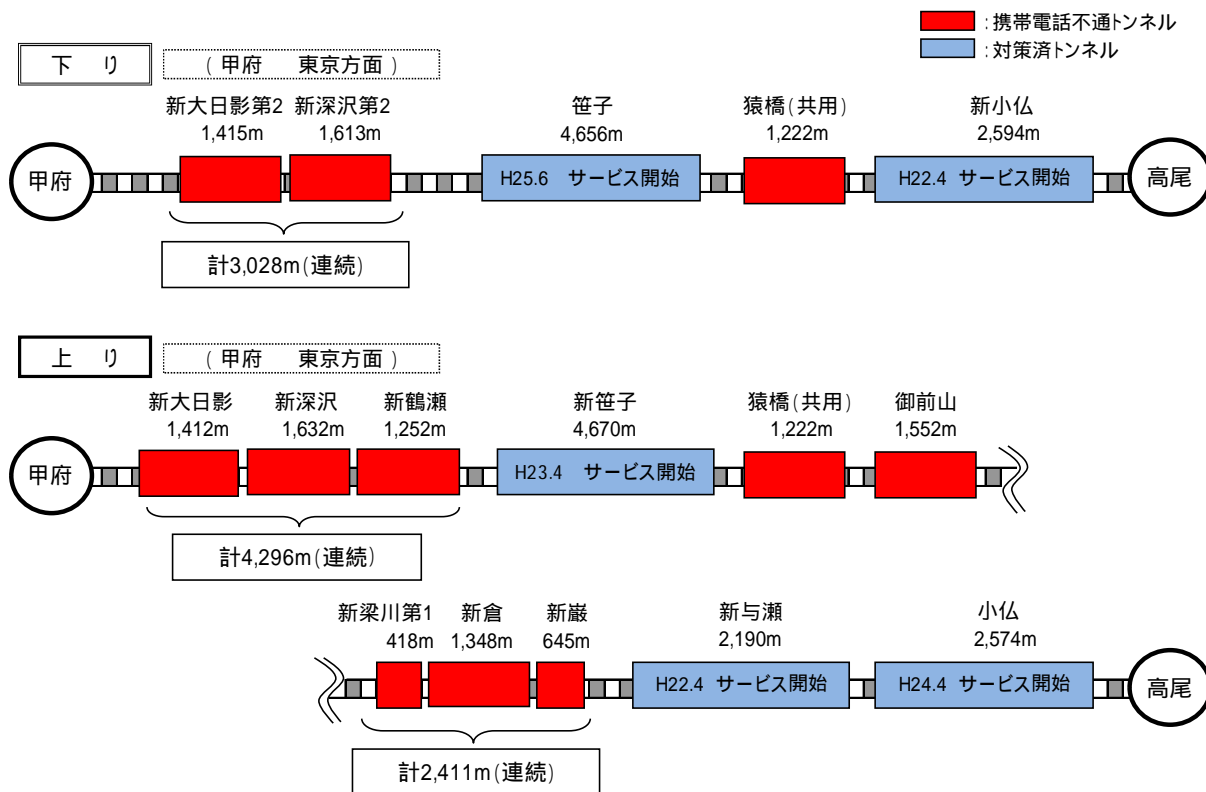 :携帯電話不通トンネル
:対策済トンネル
下り
(甲府 東京方面)
新大日影第2
1,415m
新深沢第2
1,613m
笹子
4,656m
猿橋(共用)
1,222m
新小仏
2,594m
甲府
H25.6 サービス開始
H22.4 サービス開始
高尾
計3,028m(連続)
上り
(甲府 東京方面)
新大日影
1,412m
新深沢
1,632m
新鶴瀬
1,252m
新笹子
4,670m
猿橋(共用)
1,222m
御前山
1,552m
甲府
H23.4 サービス開始
計4,296m(連続)
新梁川第1
418m
新倉
1,348m
新巌
645m
新与瀬
2,190m
小仏
2,574m
H22.4 サービス開始
H24.4 サービス開始
高尾
計2,411m(連続)